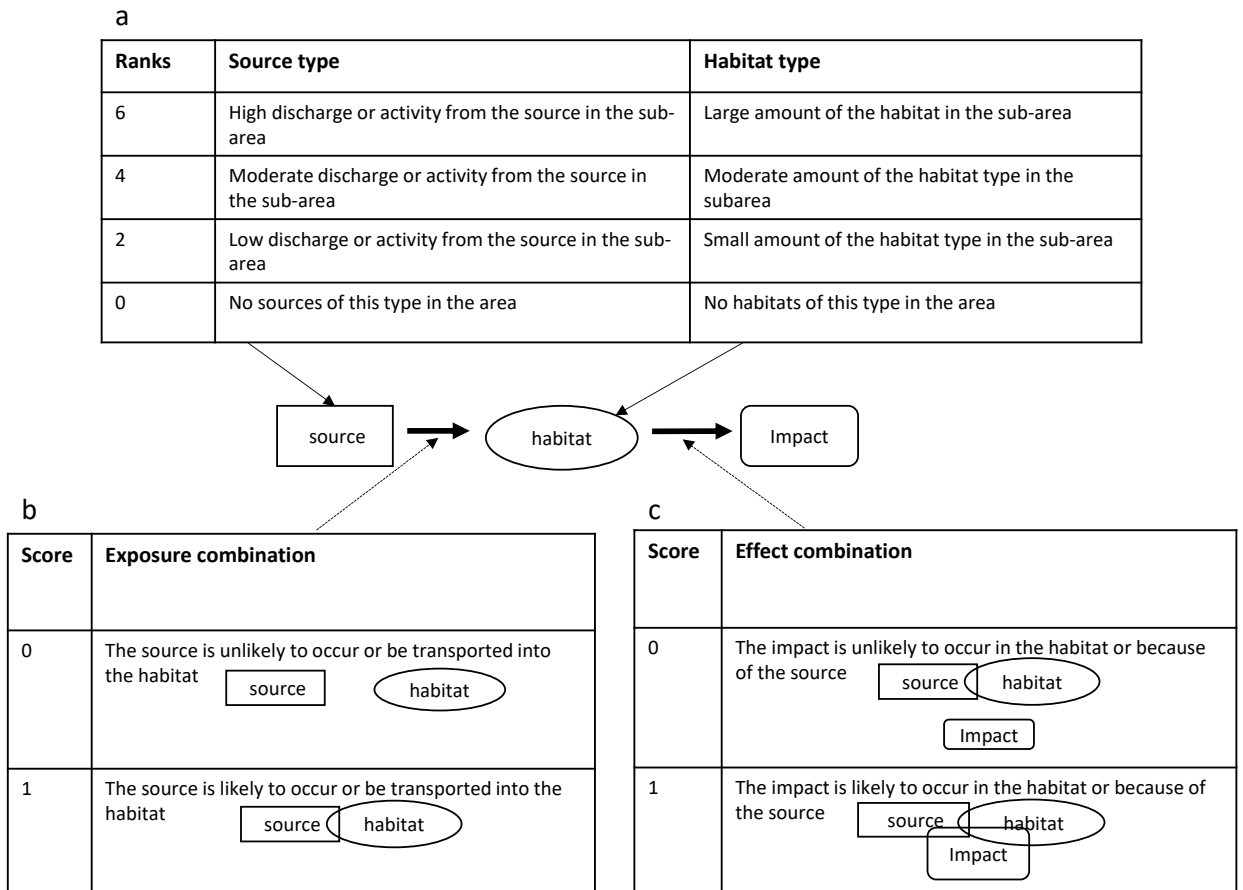 a
Ranks Source type Habitat type
6 High discharge or activity from the source in the sub- Large amount of the habitat in the sub-area
area
4 Moderate discharge or activity from the source in Moderate amount of the habitat type in the
the sub-area subarea
2 Low discharge or activity from the source in the sub- Small amount of the habitat type in the sub-area
area
0 No sources of this type in the area No habitats of this type in the area
source habitat Impact
b
Score Exposure combination
0 The source is unlikely to occur or be transported into
the habitat
source habitat
1 The source is likely to occur or be transported into the
habitat
source habitat
c
Score Effect combination
0 The impact is unlikely to occur in the habitat or because
of the source
source habitat
Impact
1 The impact is likely to occur in the habitat or because of
the source
source habitat
Impact